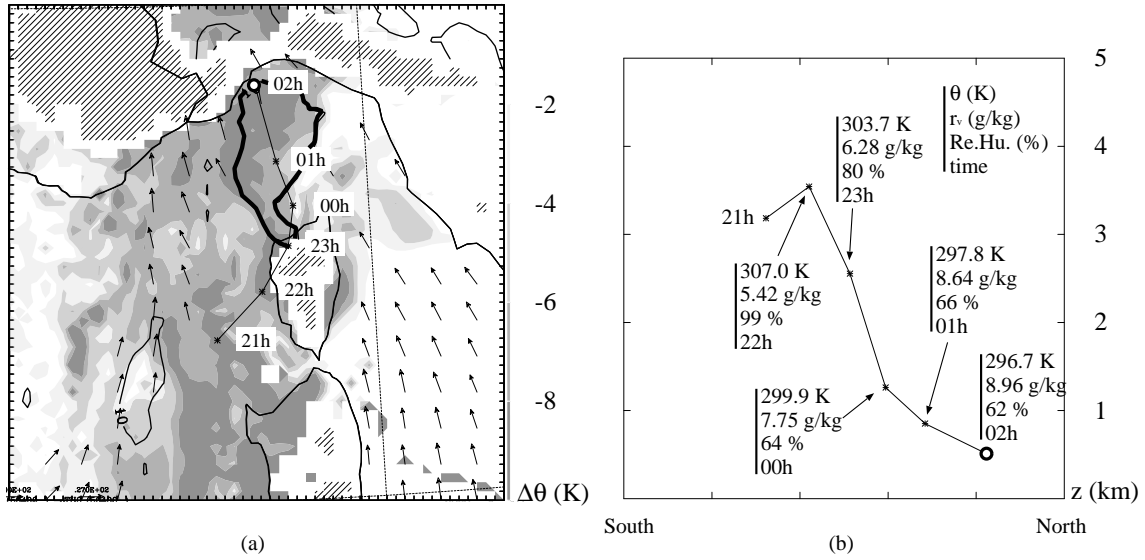 02h
01h
00h
23h
22h
21h
10
.270E+02
-2
-4
-6
-8
Δθ (K)
(a)
5
4
3
2
1
z (km)
θ (K)
rᵥ (g/kg)
Re.Hu. (%)
time
303.7 K
6.28 g/kg
80 %
23h
21h
307.0 K
5.42 g/kg
99 %
22h
297.8 K
8.64 g/kg
66 %
01h
299.9 K
7.75 g/kg
64 %
00h
296.7 K
8.96 g/kg
62 %
02h
South
North
(b)